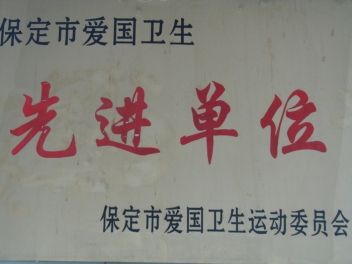 保定市爱国卫生
先进单位
保定市爱国卫生运动委员会